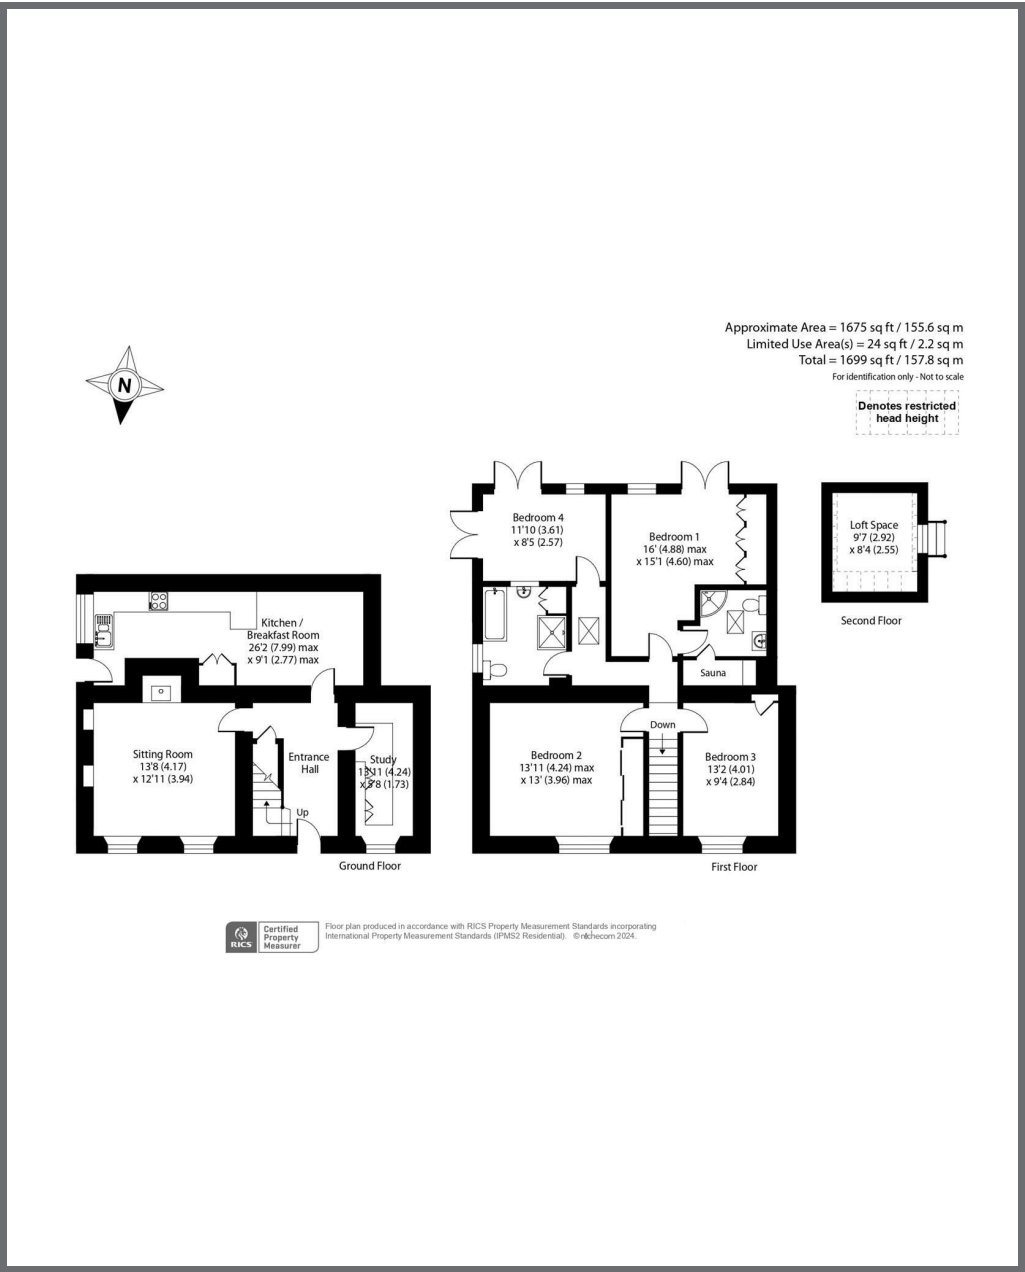 Approximate Area = 1675 sq ft / 155.6 sq m
Limited Use Area(s) = 24 sq ft / 2.2 sq m
Total = 1699 sq ft / 157.8 sq m
For identification only - Not to scale
Denotes restricted
head height
N
Bedroom 4
11'10 (3.61)
x 8'5 (2.57)
Bedroom 1
16' (4.88) max
x 15'1 (4.60) max
Loft Space
9'7 (2.92)
x 8'4 (2.55)
Second Floor
Kitchen /
Breakfast Room
26'2 (7.99) max
x 9'1 (2.77) max
Sauna
Sitting Room
13'8 (4.17)
x 12'11 (3.94)
Entrance
Hall
Study
13'11 (4.24)
x 5'8 (1.73)
Up
Ground Floor
Down
Bedroom 2
13'11 (4.24) max
x 13' (3.96) max
Bedroom 3
13'2 (4.01)
x 9'4 (2.84)
First Floor
RICS
Certified
Property
Measurer
Floor plan produced in accordance with RICS Property Measurement Standards incorporating
International Property Measurement Standards (IPMS2 Residential). © nichecom 2024.